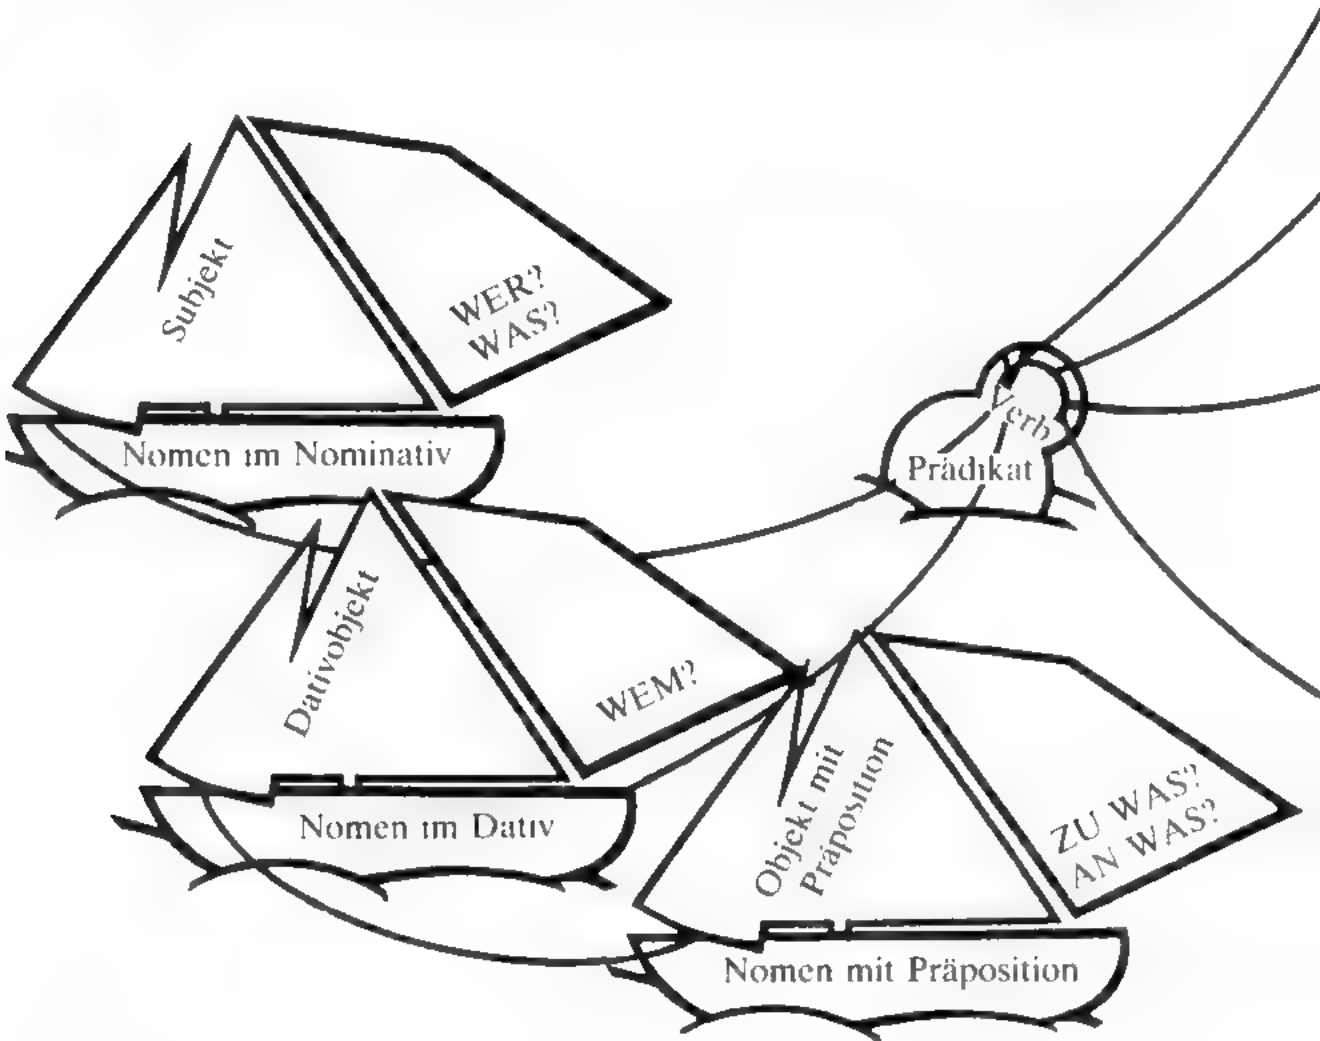 Subjekt
WER?
WAS?
Nomen im Nominativ
Verb
Prädikat
Dativobjekt
WEM?
Nomen im Dativ
Objekt mit
Präposition
ZU WAS?
AN WAS?
Nomen mit Präposition